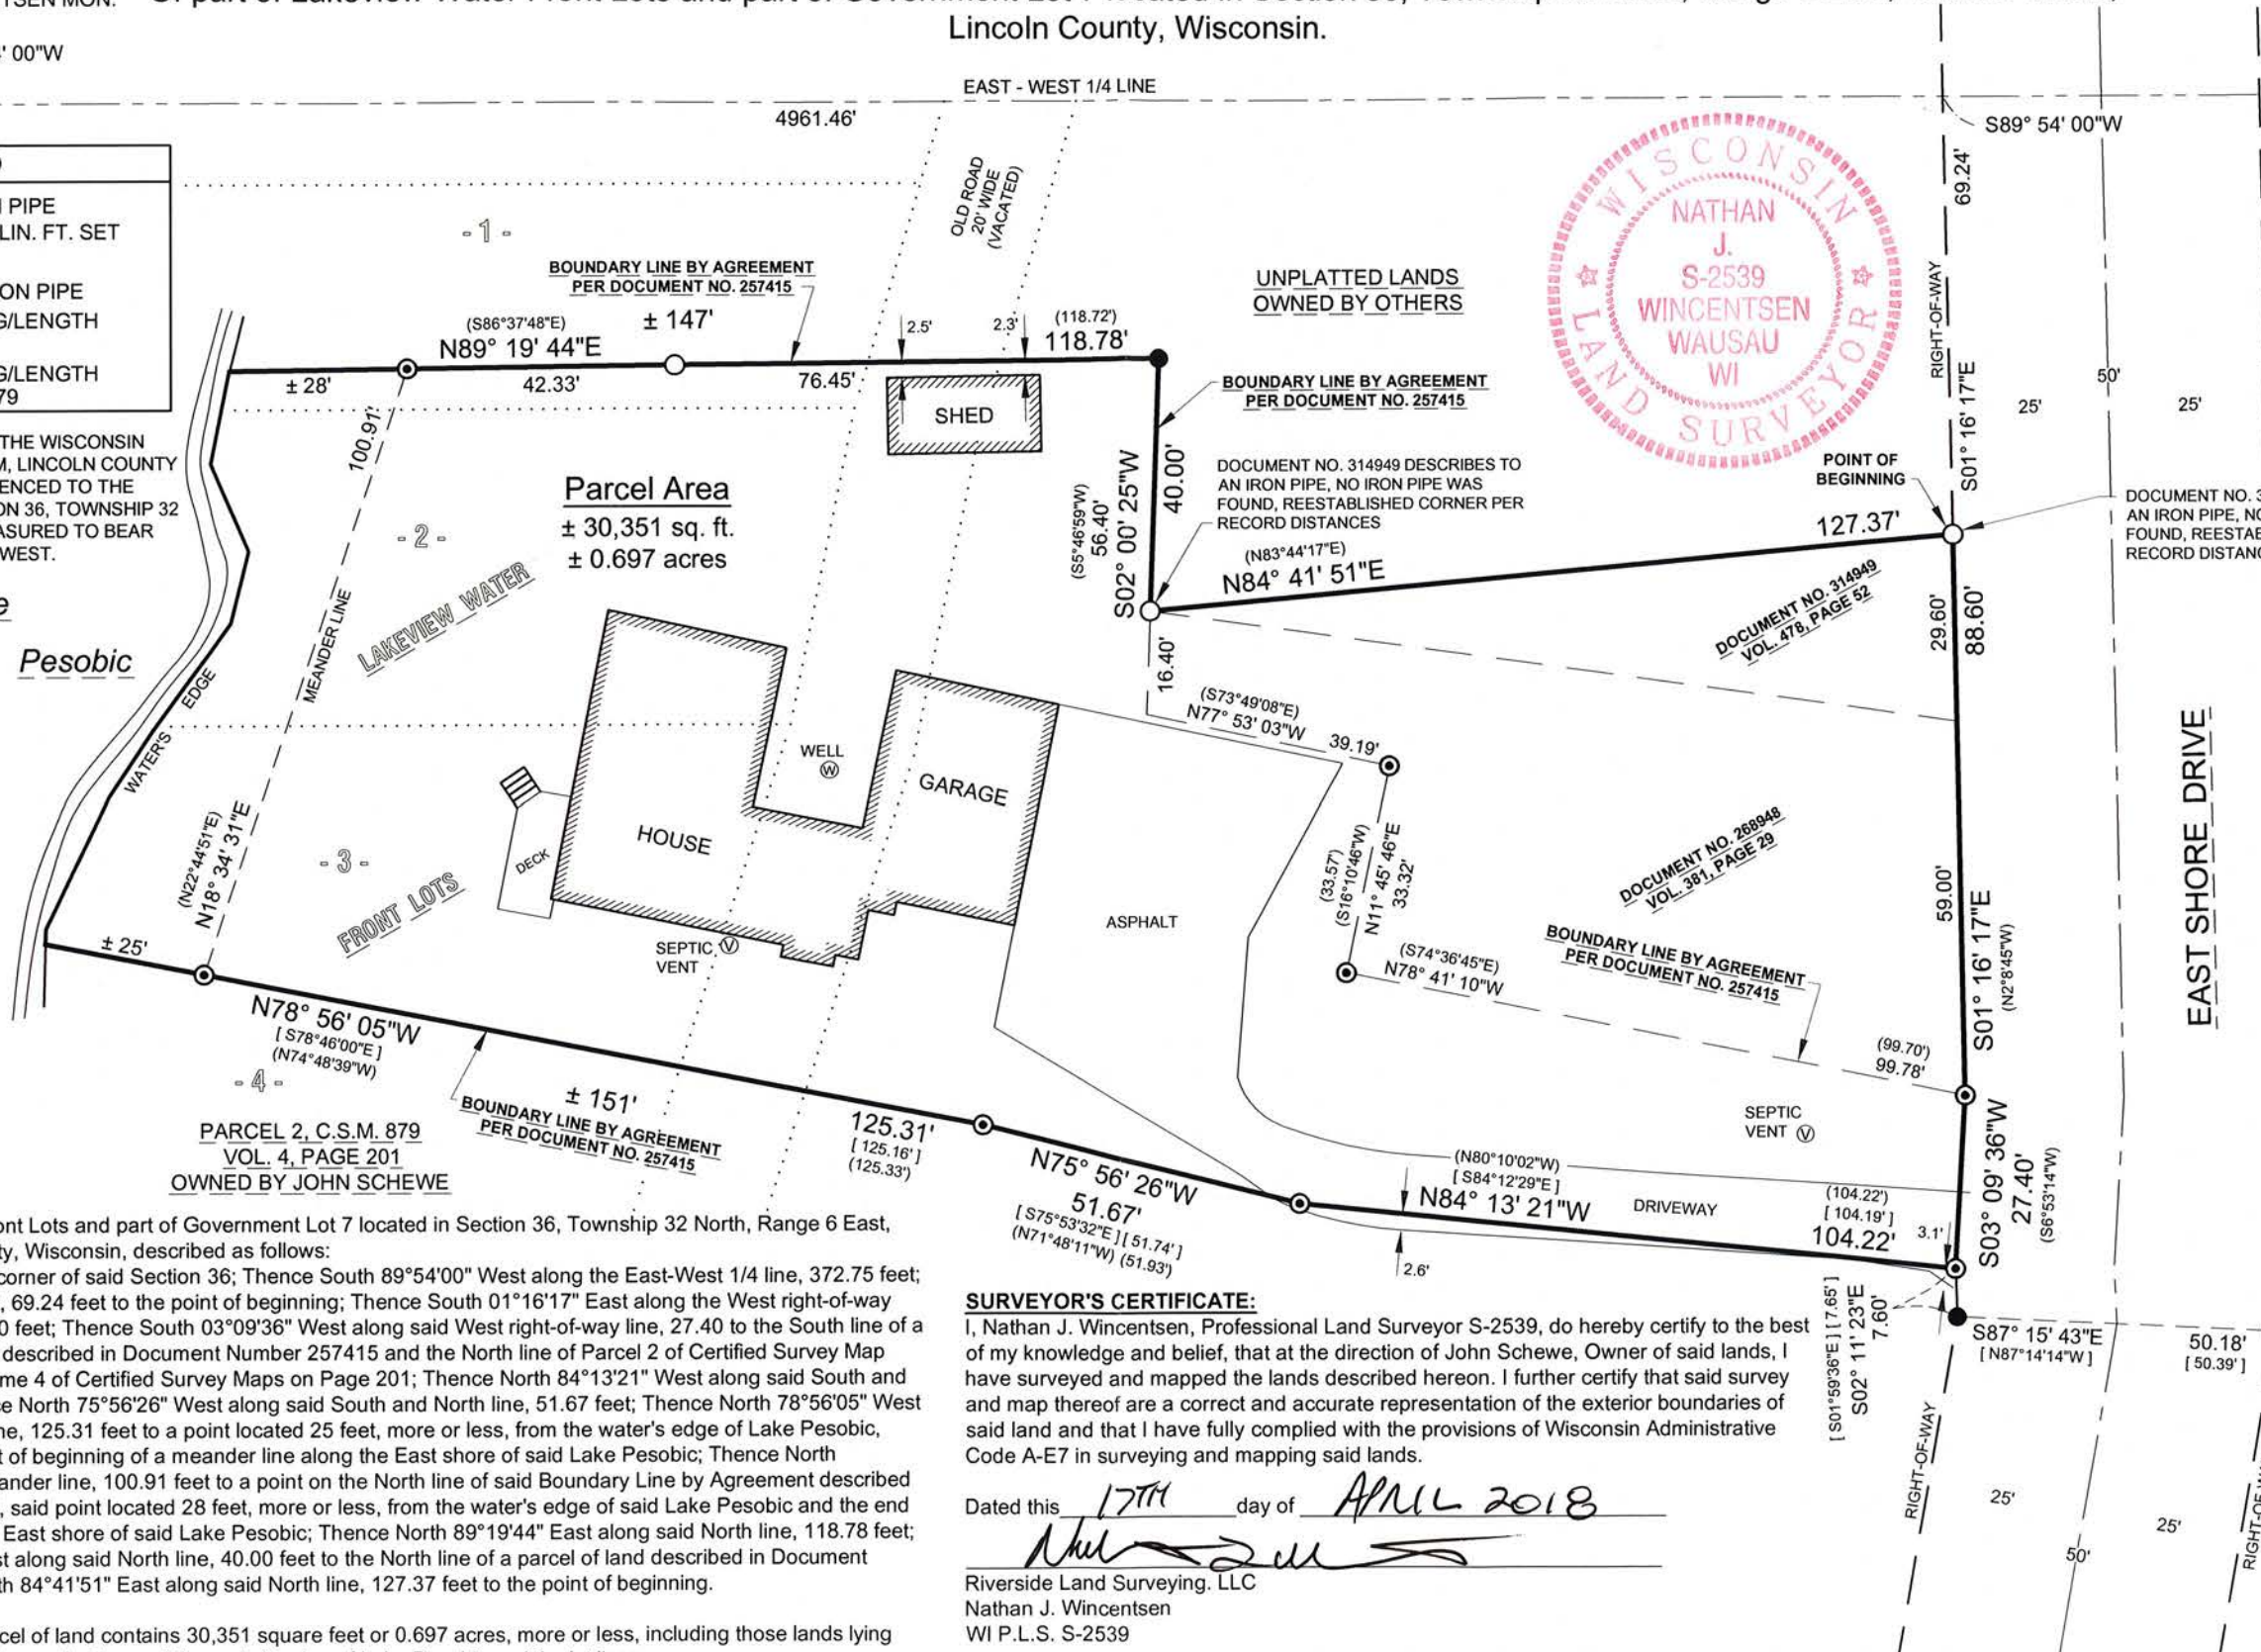 TSEN MON.
Lincoln County, Wisconsin.
' 00"W
EAST - WEST 1/4 LINE
4961.46'
S89° 54' 00"W
69.24'
PIPE
LIN. FT. SET
ON PIPE
G/LENGTH
G/LENGTH
79
THE WISCONSIN
M, LINCOLN COUNTY
ENCED TO THE
ON 36, TOWNSHIP 32
ASURED TO BEAR
WEST.
e
Pesobic
- 1 -
OLD ROAD
20' WIDE
(VACATED)
BOUNDARY LINE BY AGREEMENT
PER DOCUMENT NO. 257415
(S86°37'48"E)
N89° 19' 44"E
± 147'
± 28'
42.33'
76.45'
2.5'
2.3'
(118.72')
118.78'
SHED
UNPLATTED LANDS
OWNED BY OTHERS
WISCONSIN
LAND SURVEYOR
NATHAN
J.
S-2539
WINCENTSEN
WAUSAU
WI
RIGHT-OF-WAY
S01° 16' 17"E
50'
25'
25'
BOUNDARY LINE BY AGREEMENT
PER DOCUMENT NO. 257415
DOCUMENT NO. 314949 DESCRIBES TO
AN IRON PIPE, NO IRON PIPE WAS
FOUND, REESTABLISHED CORNER PER
RECORD DISTANCES
POINT OF
BEGINNING
DOCUMENT NO. 3
AN IRON PIPE, NO
FOUND, REESTAB
RECORD DISTANC
100.91'
MEANDER LINE
Parcel Area
± 30,351 sq. ft.
± 0.697 acres
- 2 -
LAKEVIEW WATER
(S5°46'59"W)
56.40'
S02° 00' 25"W
40.00'
(N83°44'17"E)
N84° 41' 51"E
127.37'
16.40'
DOCUMENT NO. 314949
VOL. 478, PAGE 52
29.60'
88.60'
WATER'S EDGE
(S73°49'08"E)
N77° 53' 03"W
39.19'
WELL
W
GARAGE
HOUSE
DECK
(N22°44'51"E)
N18° 34' 31"E
- 3 -
FRONT LOTS
SEPTIC
VENT
V
ASPHALT
(33.57')
(S16°10'46"W)
N11° 45' 46"E
33.32'
DOCUMENT NO. 268948
VOL. 381, PAGE 29
59.00'
S01° 16' 17"E
(N2°8'45"W)
EAST SHORE DRIVE
(S74°36'45"E)
N78° 41' 10"W
BOUNDARY LINE BY AGREEMENT
PER DOCUMENT NO. 257415
(99.70')
99.78'
± 25'
N78° 56' 05"W
[ S78°46'00"E ]
(N74°48'39"W)
- 4 -
± 151'
BOUNDARY LINE BY AGREEMENT
PER DOCUMENT NO. 257415
125.31'
[ 125.16' ]
(125.33')
PARCEL 2, C.S.M. 879
VOL. 4, PAGE 201
OWNED BY JOHN SCHEWE
N75° 56' 26"W
51.67'
[ S75°53'32"E ] [ 51.74' ]
(N71°48'11"W) (51.93')
SEPTIC
VENT V
(N80°10'02"W)
[ S84°12'29"E ]
N84° 13' 21"W
DRIVEWAY
(104.22')
[ 104.19' ]
104.22'
3.1'
2.6'
S03° 09' 36"W
27.40'
(S6°53'14"W)
[ S01°59'36"E ] [ 7.65' ]
S02° 11' 23"E
7.60'
S87° 15' 43"E
[ N87°14'14"W ]
50.18'
[ 50.39' ]
RIGHT-OF-WAY
25'
25'
50'
ont Lots and part of Government Lot 7 located in Section 36, Township 32 North, Range 6 East,
ty, Wisconsin, described as follows:
corner of said Section 36; Thence South 89°54'00" West along the East-West 1/4 line, 372.75 feet;
, 69.24 feet to the point of beginning; Thence South 01°16'17" East along the West right-of-way
0 feet; Thence South 03°09'36" West along said West right-of-way line, 27.40 to the South line of a
described in Document Number 257415 and the North line of Parcel 2 of Certified Survey Map
me 4 of Certified Survey Maps on Page 201; Thence North 84°13'21" West along said South and
e North 75°56'26" West along said South and North line, 51.67 feet; Thence North 78°56'05" West
ne, 125.31 feet to a point located 25 feet, more or less, from the water's edge of Lake Pesobic,
t of beginning of a meander line along the East shore of said Lake Pesobic; Thence North
ander line, 100.91 feet to a point on the North line of said Boundary Line by Agreement described
, said point located 28 feet, more or less, from the water's edge of said Lake Pesobic and the end
East shore of said Lake Pesobic; Thence North 89°19'44" East along said North line, 118.78 feet;
st along said North line, 40.00 feet to the North line of a parcel of land described in Document
th 84°41'51" East along said North line, 127.37 feet to the point of beginning.
cel of land contains 30,351 square feet or 0.697 acres, more or less, including those lands lying
SURVEYOR'S CERTIFICATE:
I, Nathan J. Wincentsen, Professional Land Surveyor S-2539, do hereby certify to the best
of my knowledge and belief, that at the direction of John Schewe, Owner of said lands, I
have surveyed and mapped the lands described hereon. I further certify that said survey
and map thereof are a correct and accurate representation of the exterior boundaries of
said land and that I have fully complied with the provisions of Wisconsin Administrative
Code A-E7 in surveying and mapping said lands.
Dated this 17TH day of APRIL 2018
Riverside Land Surveying. LLC
Nathan J. Wincentsen
WI P.L.S. S-2539